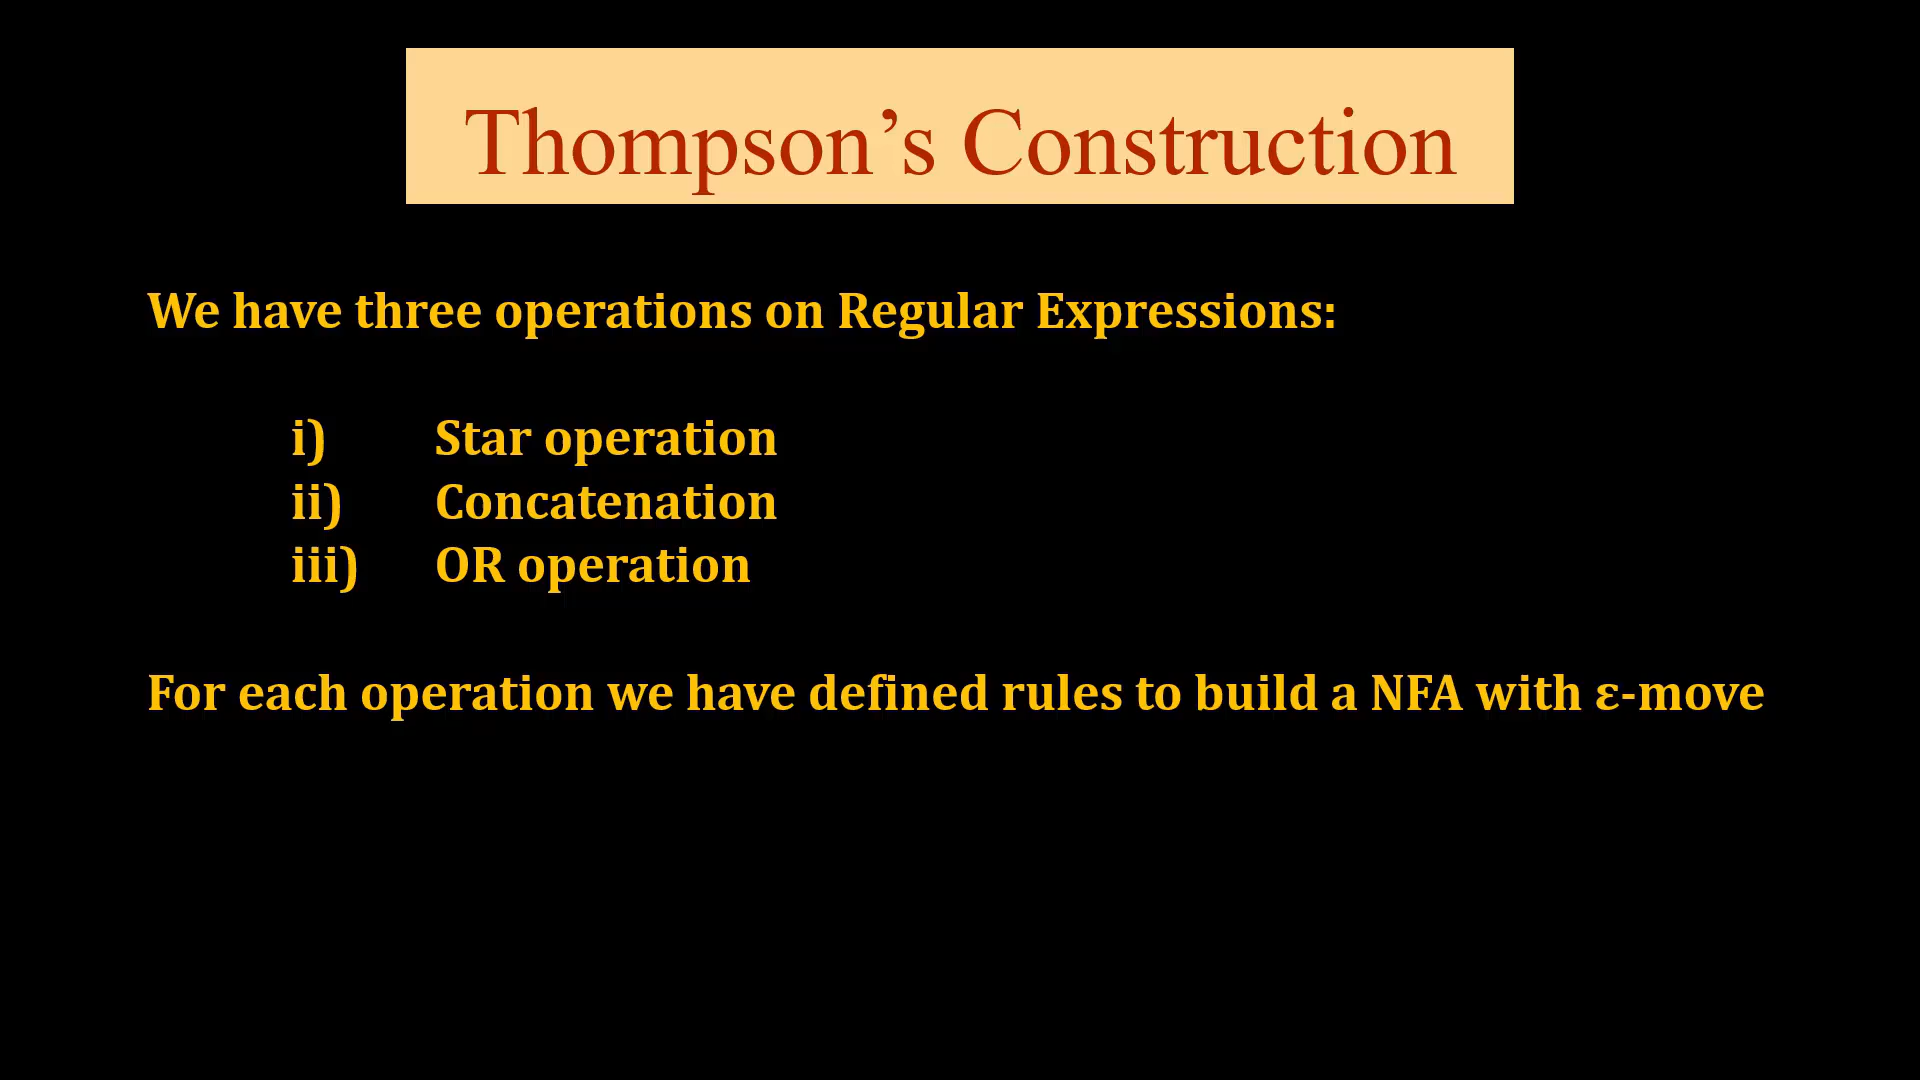 Thompson’s Construction
We have three operations on Regular Expressions:
i) Star operation
ii) Concatenation
iii) OR operation
For each operation we have defined rules to build a NFA with ε-move